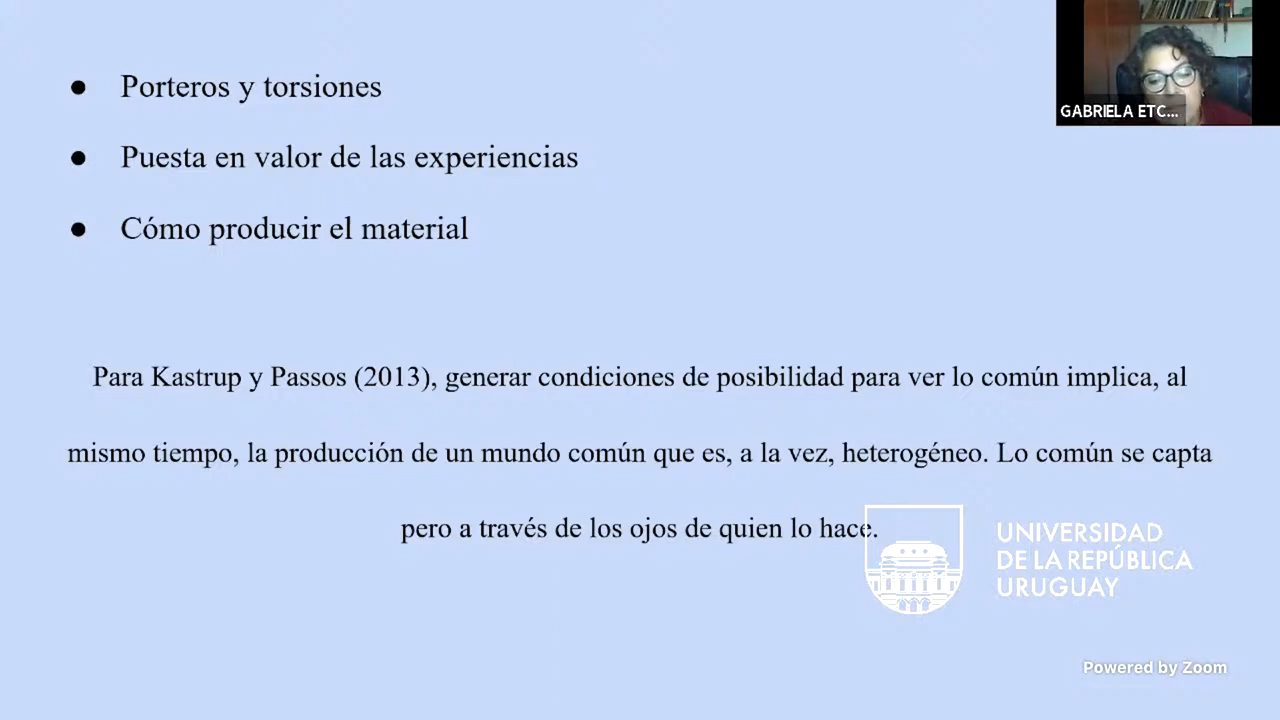 ● Porteros y torsiones
● Puesta en valor de las experiencias
● Cómo producir el material
GABRIELA ETC...
Para Kastrup y Passos (2013), generar condiciones de posibilidad para ver lo común implica, al
mismo tiempo, la producción de un mundo común que es, a la vez, heterogéneo. Lo común se capta
pero a través de los ojos de quien lo hace.
UNIVERSIDAD
DE LA REPÚBLICA
URUGUAY
Powered by Zoom